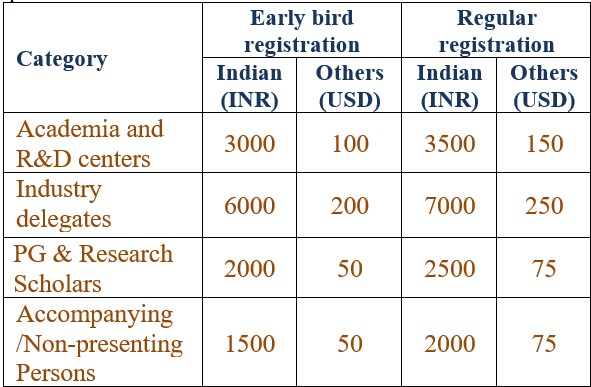 Category
Early bird registration
Regular registration
Indian (INR)
Others (USD)
Indian (INR)
Others (USD)
Academia and R&D centers
3000 100 3500 150
Industry delegates
6000 200 7000 250
PG & Research Scholars
2000 50 2500 75
Accompanying /Non-presenting Persons
1500 50 2000 75